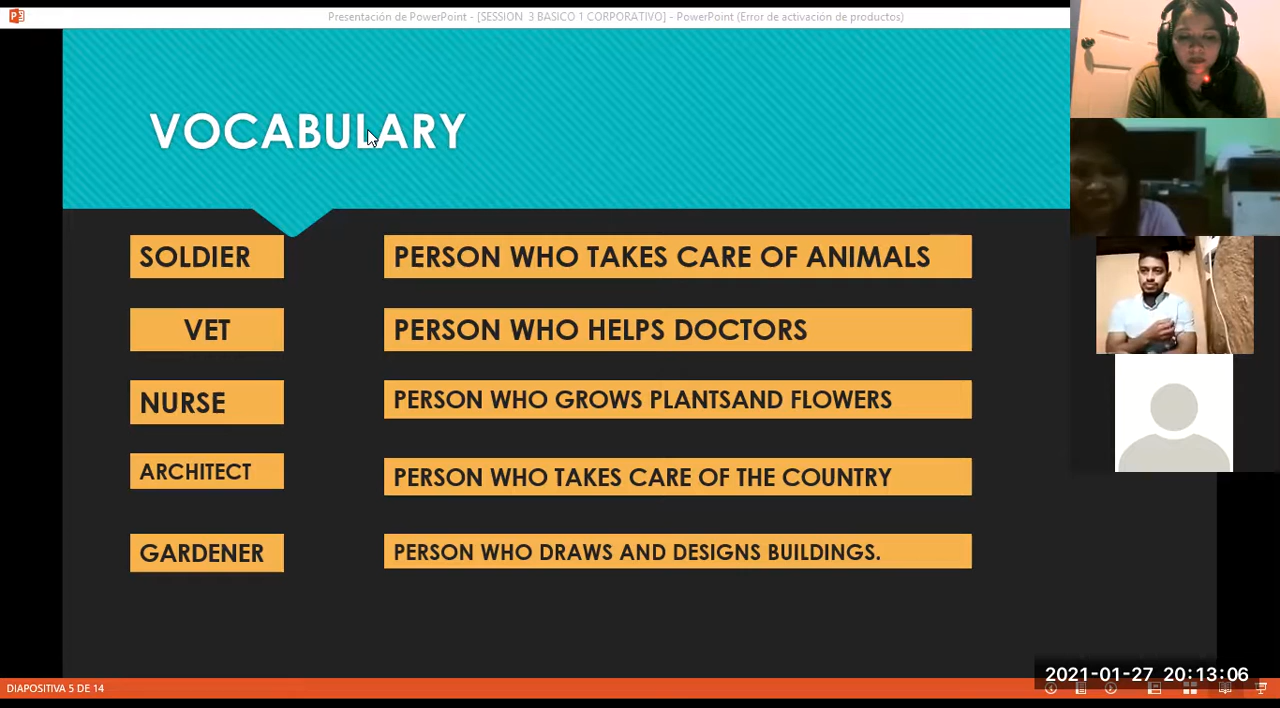 Presentación de PowerPoint - [SESSION 3 BASICO 1 CORPORATIVO] - PowerPoint (Error de activación de productos)
VOCABULARY
SOLDIER
PERSON WHO TAKES CARE OF ANIMALS
VET
PERSON WHO HELPS DOCTORS
NURSE
PERSON WHO GROWS PLANTSAND FLOWERS
ARCHITECT
PERSON WHO TAKES CARE OF THE COUNTRY
GARDENER
PERSON WHO DRAWS AND DESIGNS BUILDINGS.
2021-01-27 20:13:06
DIAPOSITIVA 5 DE 14